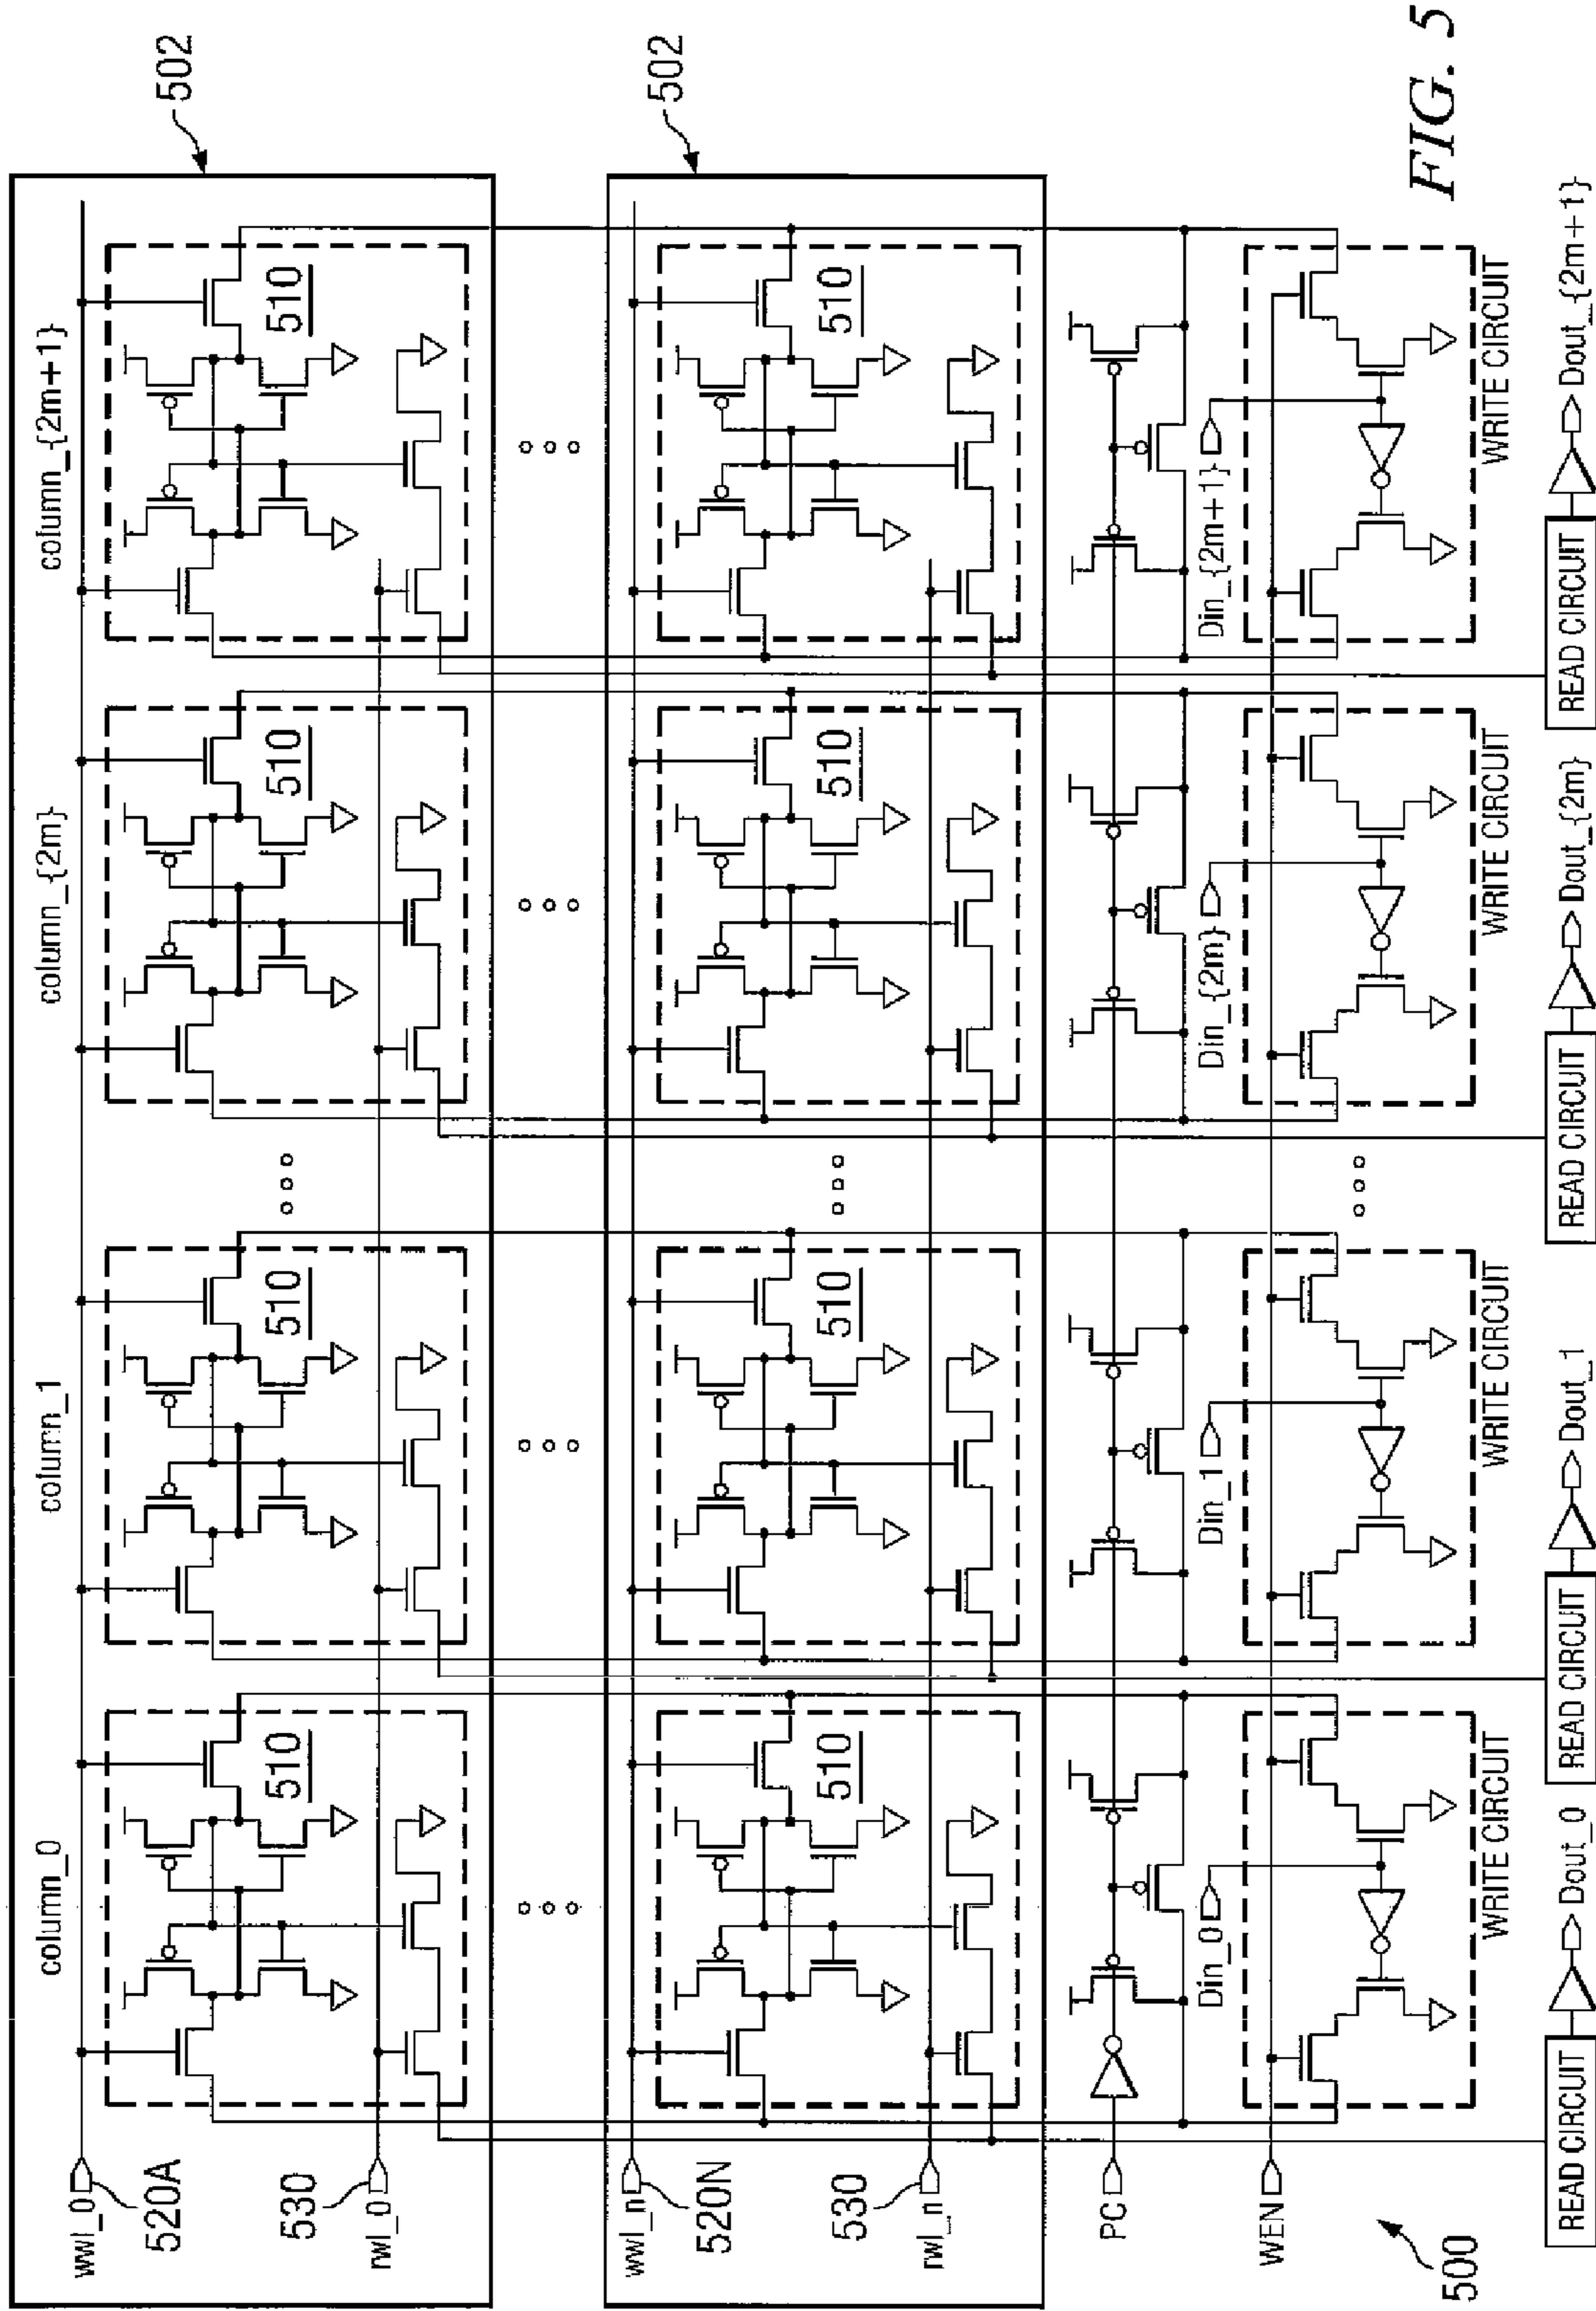 column_0
column_1
column_{2m}
column_{2m+1}
502
wwl_0
520A
510
510
510
510
530
rwl_0
502
wwl_n
520N
510
510
510
510
530
rwl_n
PC
Din_0
Din_1
Din_{2m}
Din_{2m+1}
WEN
WRITE CIRCUIT
WRITE CIRCUIT
WRITE CIRCUIT
WRITE CIRCUIT
500
READ CIRCUIT
Dout_0
READ CIRCUIT
Dout_1
READ CIRCUIT
Dout_{2m}
READ CIRCUIT
Dout_{2m+1}
FIG. 5